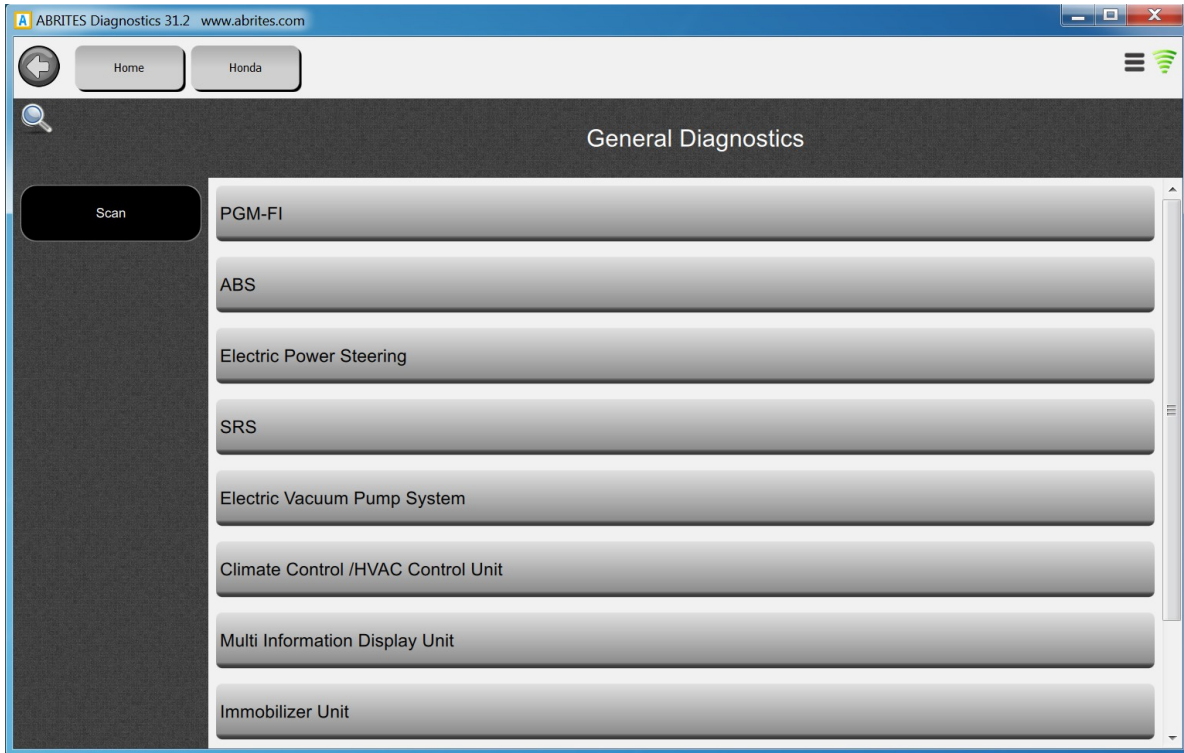 A ABRITES Diagnostics 31.2 www.abrites.com
Home Honda
General Diagnostics
Scan
PGM-FI
ABS
Electric Power Steering
SRS
Electric Vacuum Pump System
Climate Control /HVAC Control Unit
Multi Information Display Unit
Immobilizer Unit